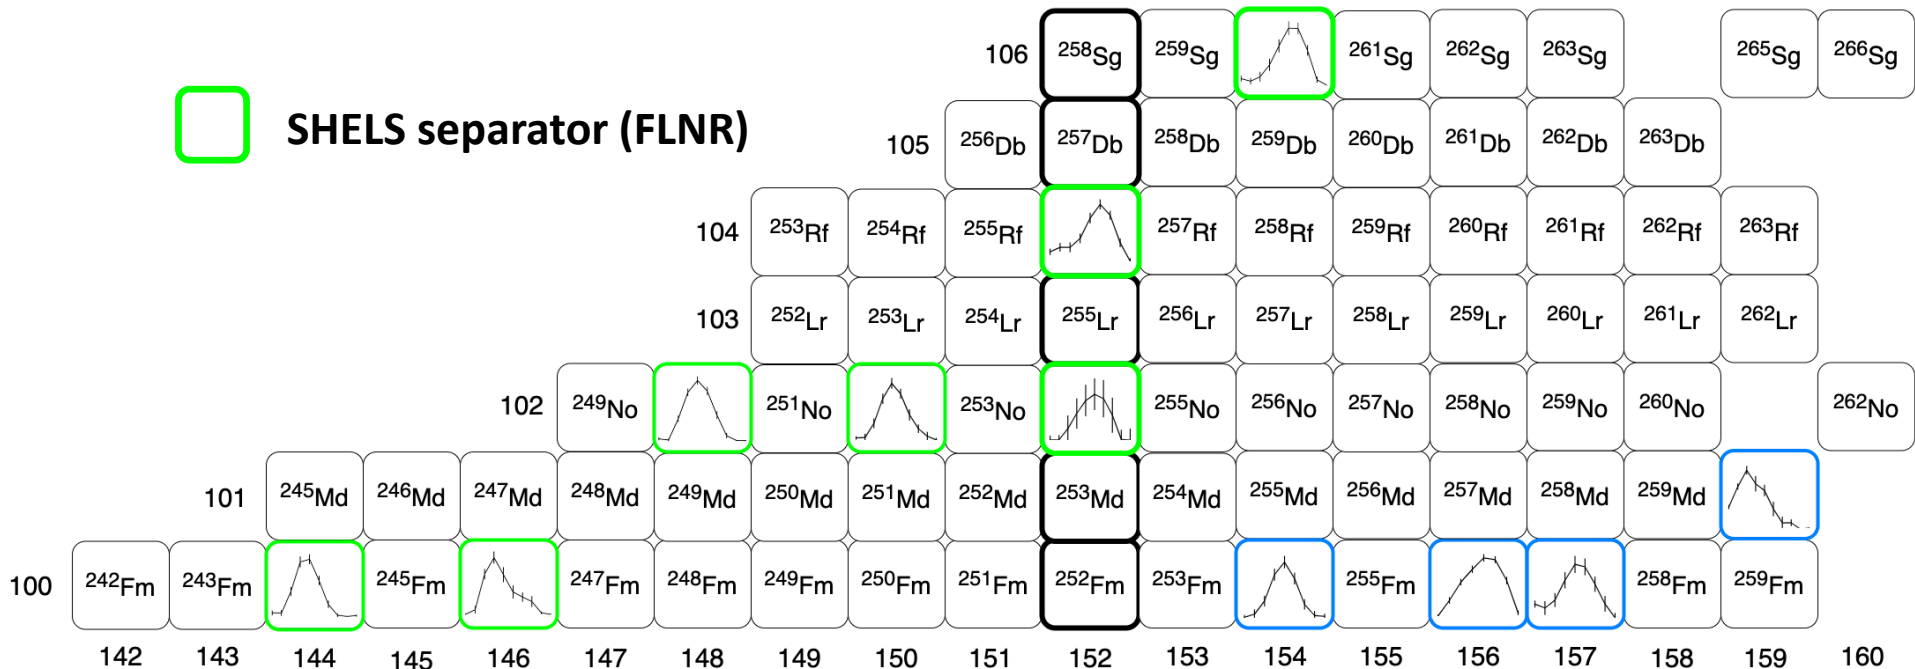 106 ²⁵⁸Sg ²⁵⁹Sg ²⁶¹Sg ²⁶²Sg ²⁶³Sg ²⁶⁵Sg ²⁶⁶Sg
SHELS separator (FLNR)
105 ²⁵⁶Db ²⁵⁷Db ²⁵⁸Db ²⁵⁹Db ²⁶⁰Db ²⁶¹Db ²⁶²Db ²⁶³Db
104 ²⁵³Rf ²⁵⁴Rf ²⁵⁵Rf ²⁵⁷Rf ²⁵⁸Rf ²⁵⁹Rf ²⁶⁰Rf ²⁶¹Rf ²⁶²Rf ²⁶³Rf
103 ²⁵²Lr ²⁵³Lr ²⁵⁴Lr ²⁵⁵Lr ²⁵⁶Lr ²⁵⁷Lr ²⁵⁸Lr ²⁵⁹Lr ²⁶⁰Lr ²⁶¹Lr ²⁶²Lr
102 ²⁴⁹No ²⁵¹No ²⁵³No ²⁵⁵No ²⁵⁶No ²⁵⁷No ²⁵⁸No ²⁵⁹No ²⁶⁰No ²⁶²No
101 ²⁴⁵Md ²⁴⁶Md ²⁴⁷Md ²⁴⁸Md ²⁴⁹Md ²⁵⁰Md ²⁵¹Md ²⁵²Md ²⁵³Md ²⁵⁴Md ²⁵⁵Md ²⁵⁶Md ²⁵⁷Md ²⁵⁸Md ²⁵⁹Md
100 ²⁴²Fm ²⁴³Fm ²⁴⁵Fm ²⁴⁷Fm ²⁴⁸Fm ²⁴⁹Fm ²⁵⁰Fm ²⁵¹Fm ²⁵²Fm ²⁵³Fm ²⁵⁵Fm ²⁵⁸Fm ²⁵⁹Fm
142 143 144 145 146 147 148 149 150 151 152 153 154 155 156 157 158 159 160